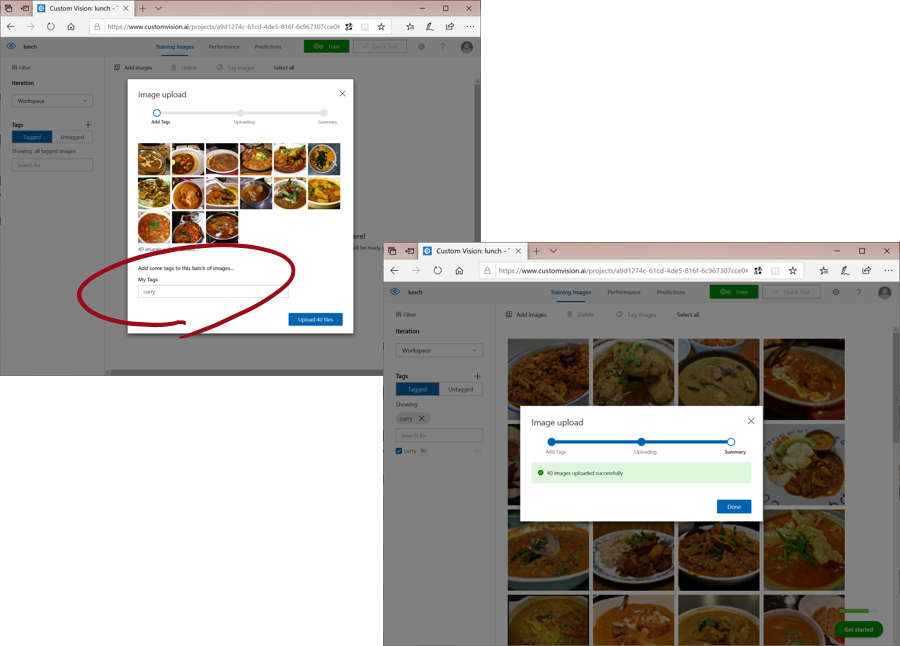 Custom Vision: lunch - T
https://www.customvision.ai/projects/a9d1274c-61cd-4de5-816f-6c967307cce0#
lunch
Training Images Performance Predictions Train Quick Test ?
Filter
Add images Delete Tag images Select all
Iteration
Workspace
Tags
Tagged Untagged
Showing: all tagged images
Search for
Image upload
Add Tags Uploading Summary
40 images
Add some tags to this batch of images...
My Tags
curry
Upload 40 files
will be ready
Custom Vision: lunch - T
https://www.customvision.ai/projects/a9d1274c-61cd-4de5-816f-6c967307cce0#
lunch
Training Images Performance Predictions Train Quick Test ?
Filter
Add images Delete Tag images Select all
Iteration
Workspace
Tags
Tagged Untagged
Showing:
curry
Search for
curry 40
Image upload
Add Tags Uploading Summary
40 images uploaded successfully
Done
Get started